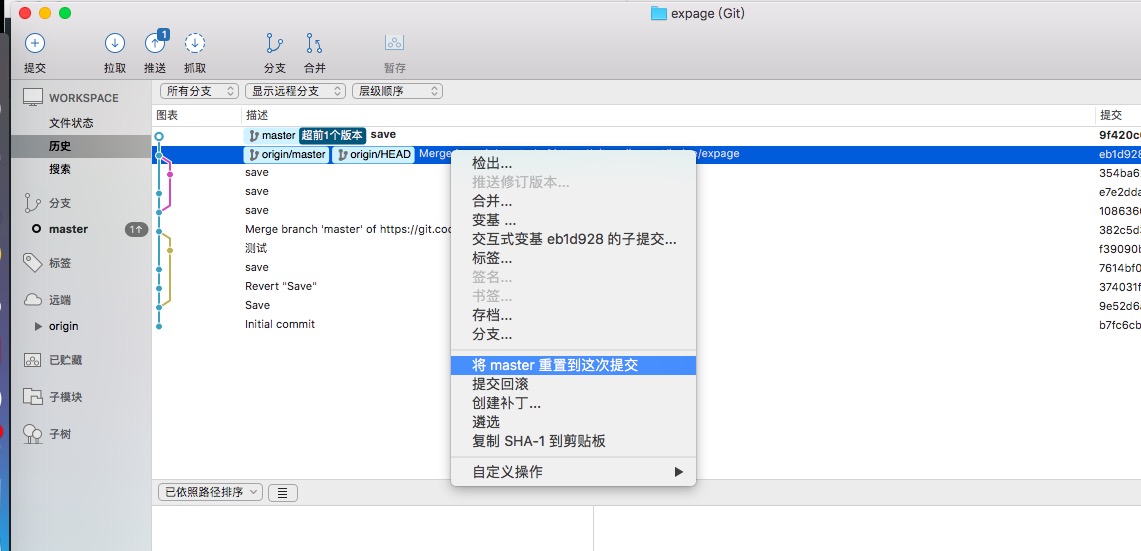 expage (Git)
1
提交 拉取 推送 抓取 分支 合并 暂存
WORKSPACE
文件状态
历史
搜索
分支
master 1↑
标签
远端
origin
已贮藏
子模块
子树
所有分支 显示远程分支 层级顺序
图表 描述 提交
master 超前1个版本 save 9f420c
origin/master origin/HEAD Merge /expage eb1d928
save 354ba6
save e7e2dda
save 108636
Merge branch 'master' of https://git.coc 382c5d
测试 f39090b
save 7614bf0
Revert "Save" 374031f
Save 9e52d6
Initial commit b7fc6cb
检出...
推送修订版本...
合并...
变基 ...
交互式变基 eb1d928 的子提交...
标签...
签名...
书签...
存档...
分支...
将 master 重置到这次提交
提交回滚
创建补丁...
遴选
复制 SHA-1 到剪贴板
自定义操作
已依照路径排序